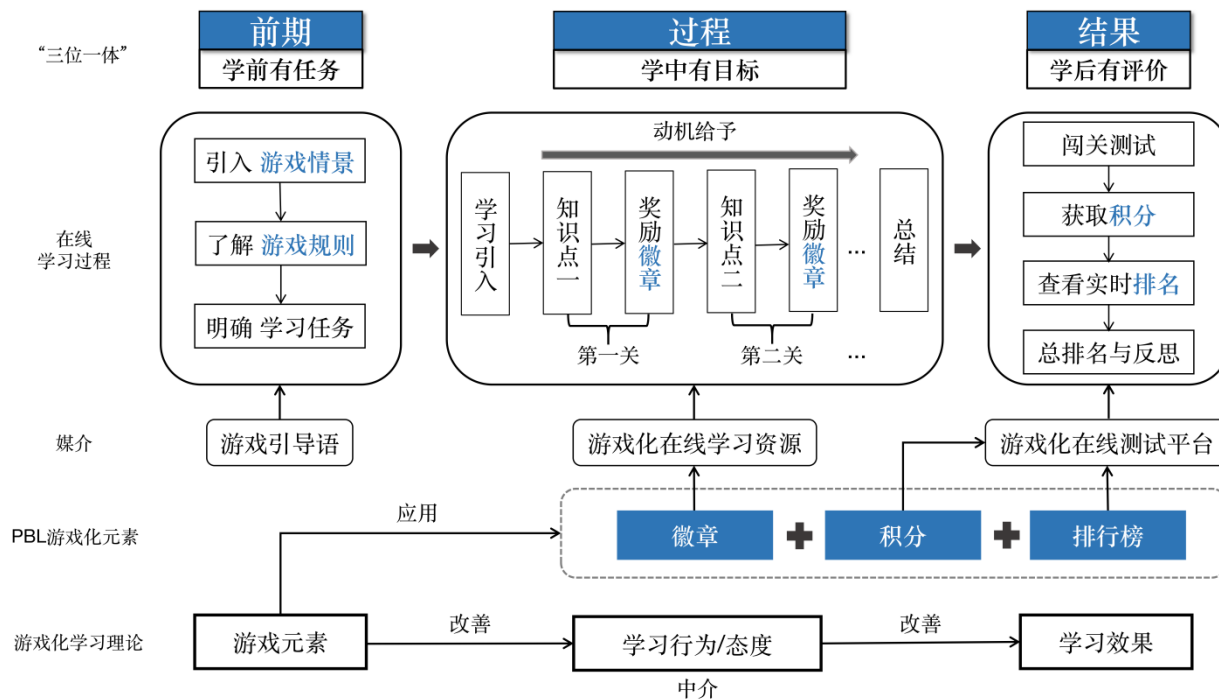 “三位一体”
前期
学前有任务
过程
学中有目标
结果
学后有评价
在线
学习过程
引入 游戏情景
了解 游戏规则
明确 学习任务
动机给予
学习引入
知识点一
奖励徽章
知识点二
奖励徽章
...
总结
第一关
第二关
...
闯关测试
获取积分
查看实时排名
总排名与反思
媒介
游戏引导语
游戏化在线学习资源
游戏化在线测试平台
PBL游戏化元素
应用
徽章
积分
排行榜
游戏化学习理论
游戏元素
改善
学习行为/态度
改善
学习效果
中介